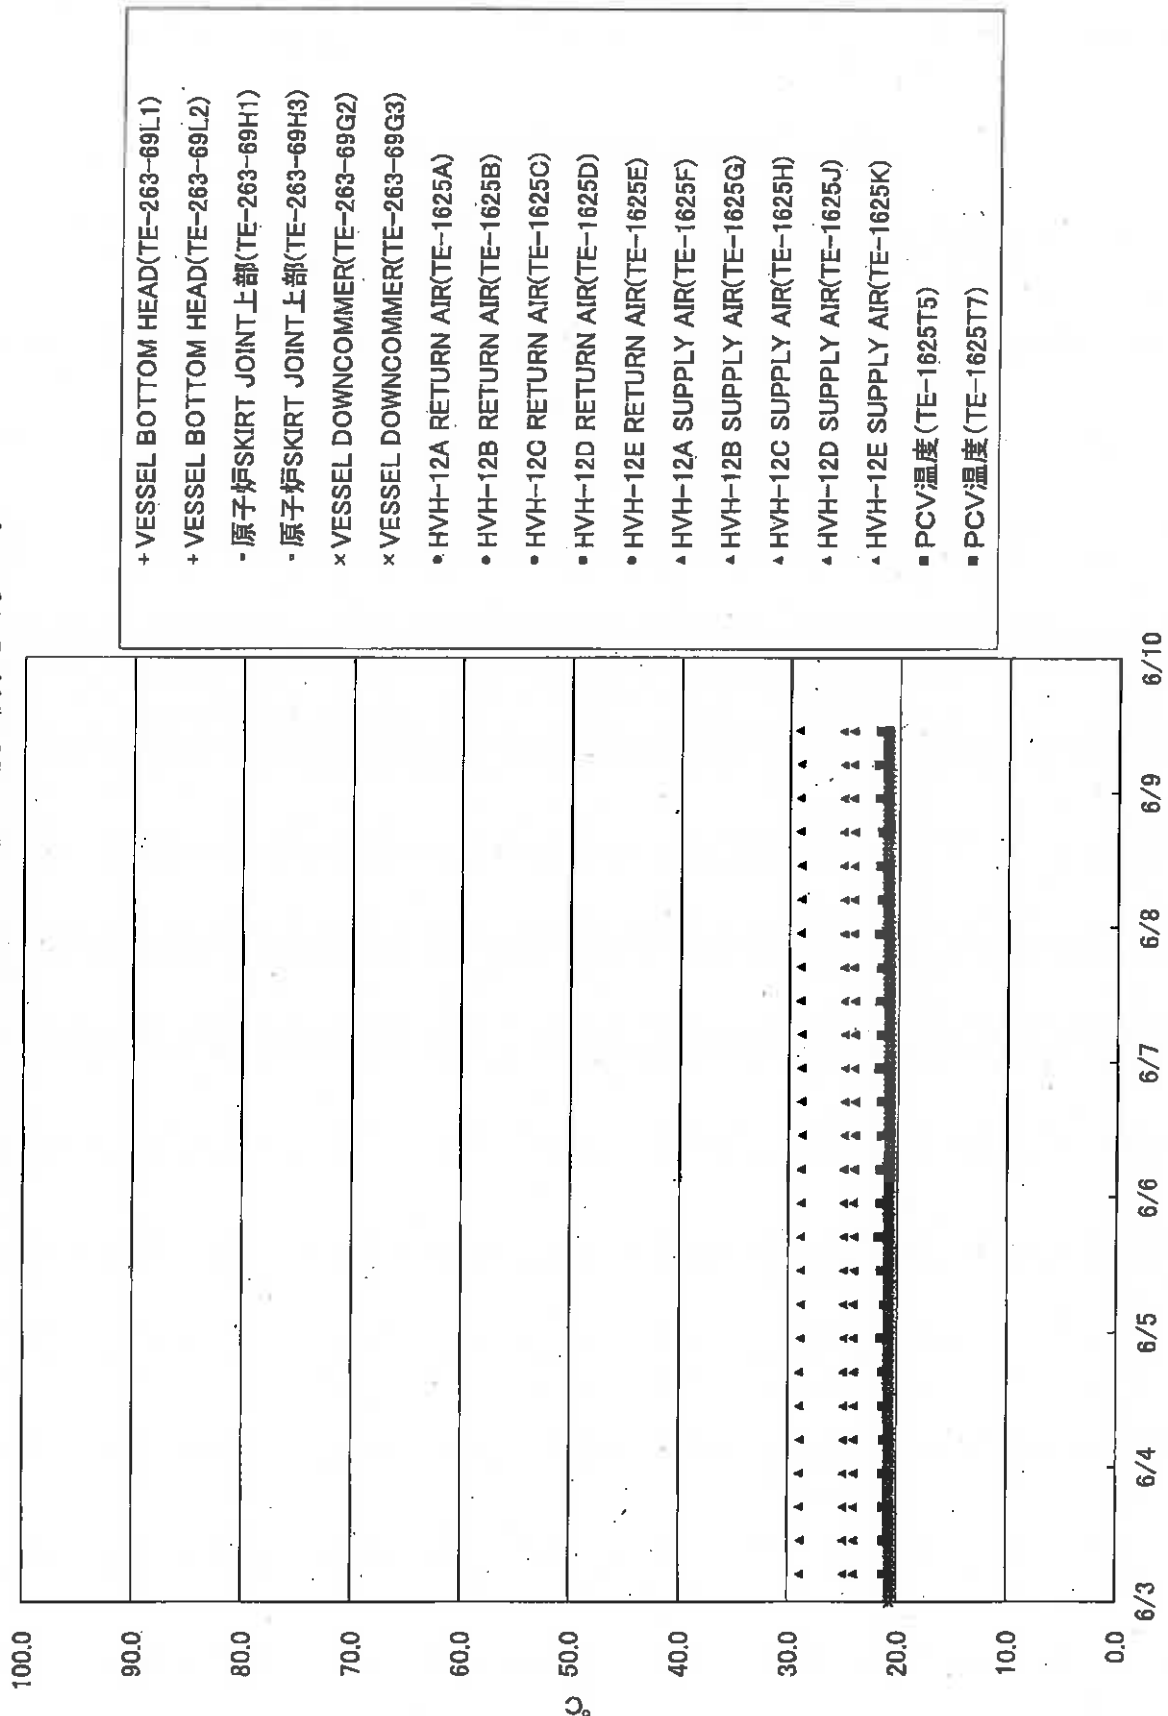 100.0
90.0
80.0
70.0
60.0
50.0
40.0
30.0
20.0
10.0
0.0
℃
6/3
6/4
6/5
6/6
6/7
6/8
6/9
6/10
+ VESSEL BOTTOM HEAD(TE-263-69L1)
+ VESSEL BOTTOM HEAD(TE-263-69L2)
- 原子炉SKIRT JOINT上部(TE-263-69H1)
- 原子炉SKIRT JOINT上部(TE-263-69H3)
× VESSEL DOWNCOMMER(TE-263-69G2)
× VESSEL DOWNCOMMER(TE-263-69G3)
● HVH-12A RETURN AIR(TE-1625A)
● HVH-12B RETURN AIR(TE-1625B)
● HVH-12C RETURN AIR(TE-1625C)
● HVH-12D RETURN AIR(TE-1625D)
● HVH-12E RETURN AIR(TE-1625E)
▲ HVH-12A SUPPLY AIR(TE-1625F)
▲ HVH-12B SUPPLY AIR(TE-1625G)
▲ HVH-12C SUPPLY AIR(TE-1625H)
▲ HVH-12D SUPPLY AIR(TE-1625J)
▲ HVH-12E SUPPLY AIR(TE-1625K)
■ PCV温度(TE-1625T5)
■ PCV温度(TE-1625T7)